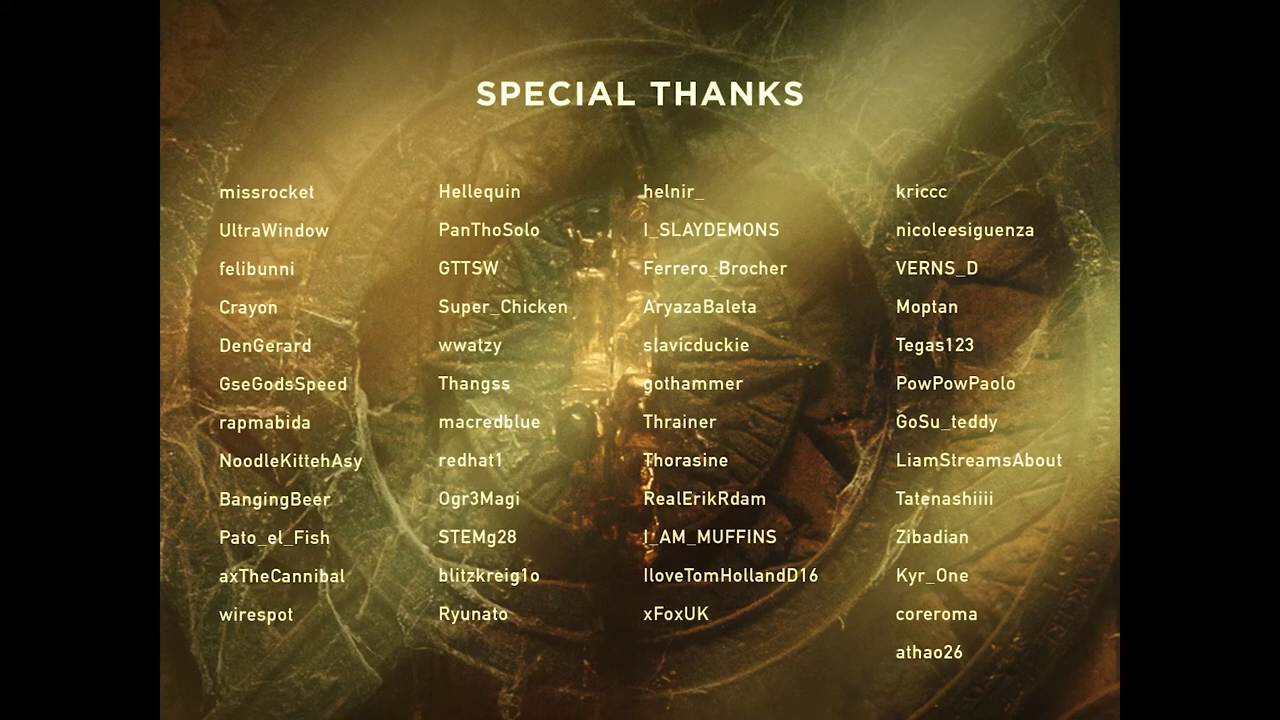 SPECIAL THANKS
missrocket
UltraWindow
felibunni
Crayon
DenGerard
GseGodsSpeed
rapmabida
NoodleKittehAsy
BangingBeer
Pato_el_Fish
axTheCannibal
wirespot
Hellequin
PanThoSolo
GTTSW
Super_Chicken
wwatzy
Thangss
macredblue
redhat1
Ogr3Magi
STEMg28
blitzkreig1o
Ryunato
helnir_
I_SLAYDEMONS
Ferrero_Brocher
AryazaBaleta
slavicduckie
gothammer
Thrainer
Thorasine
RealErikRdam
I_AM_MUFFINS
IloveTomHollandD16
xFoxUK
kriccc
nicoleesiguenza
VERNS_D
Moptan
Tegas123
PowPowPaolo
GoSu_teddy
LiamStreamsAbout
Tatenashiiii
Zibadian
Kyr_One
coreroma
athao26